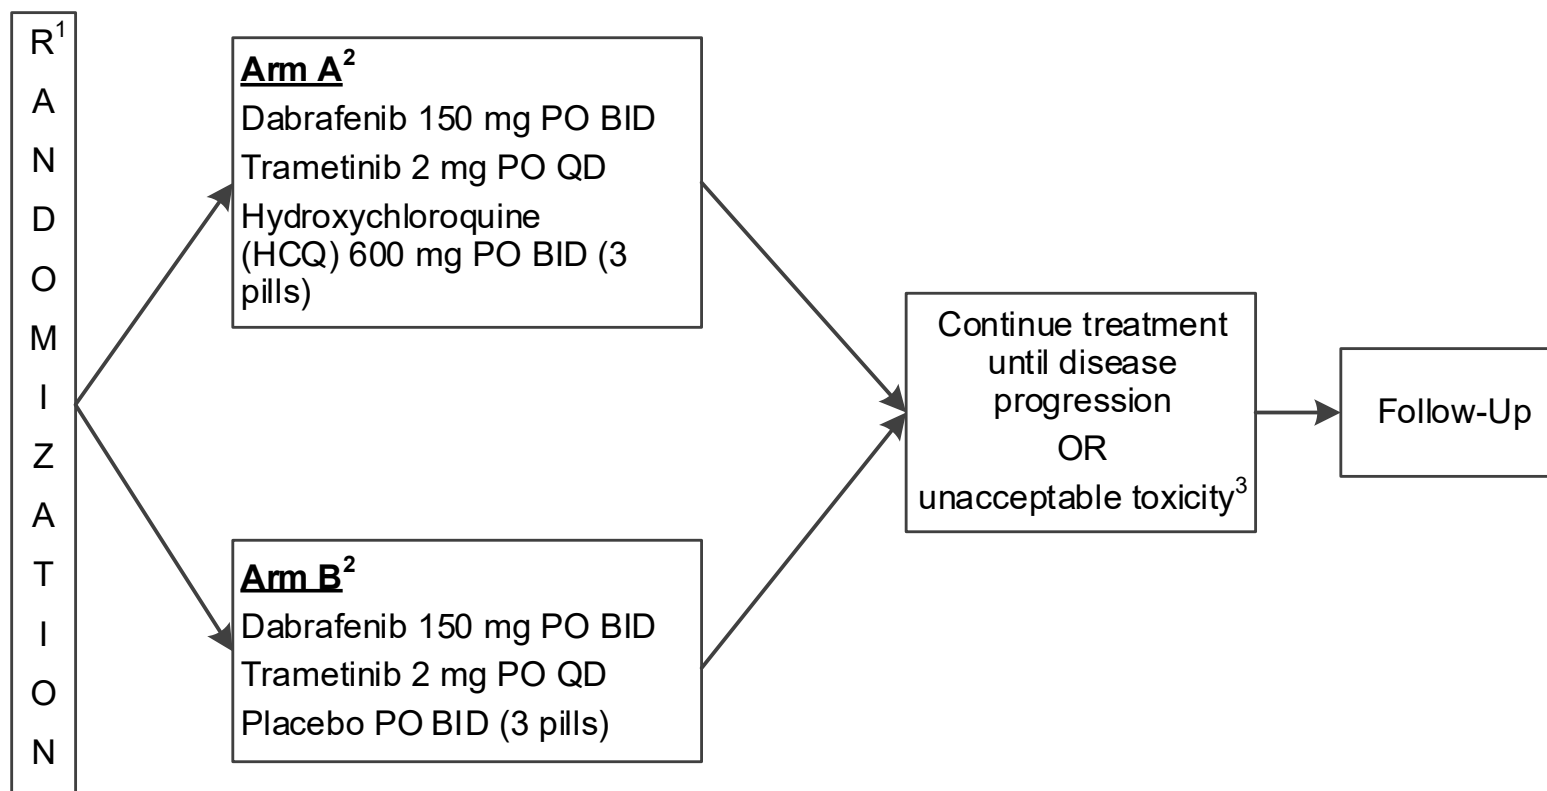 R1
A
N
D
O
M
I
Z
A
T
I
O
N
Arm A2
Dabrafenib 150 mg PO BID
Trametinib 2 mg PO QD
Hydroxychloroquine
(HCQ) 600 mg PO BID (3
pills)
Arm B2
Dabrafenib 150 mg PO BID
Trametinib 2 mg PO QD
Placebo PO BID (3 pills)
Continue treatment
until disease
progression
OR
unacceptable toxicity3
Follow-Up